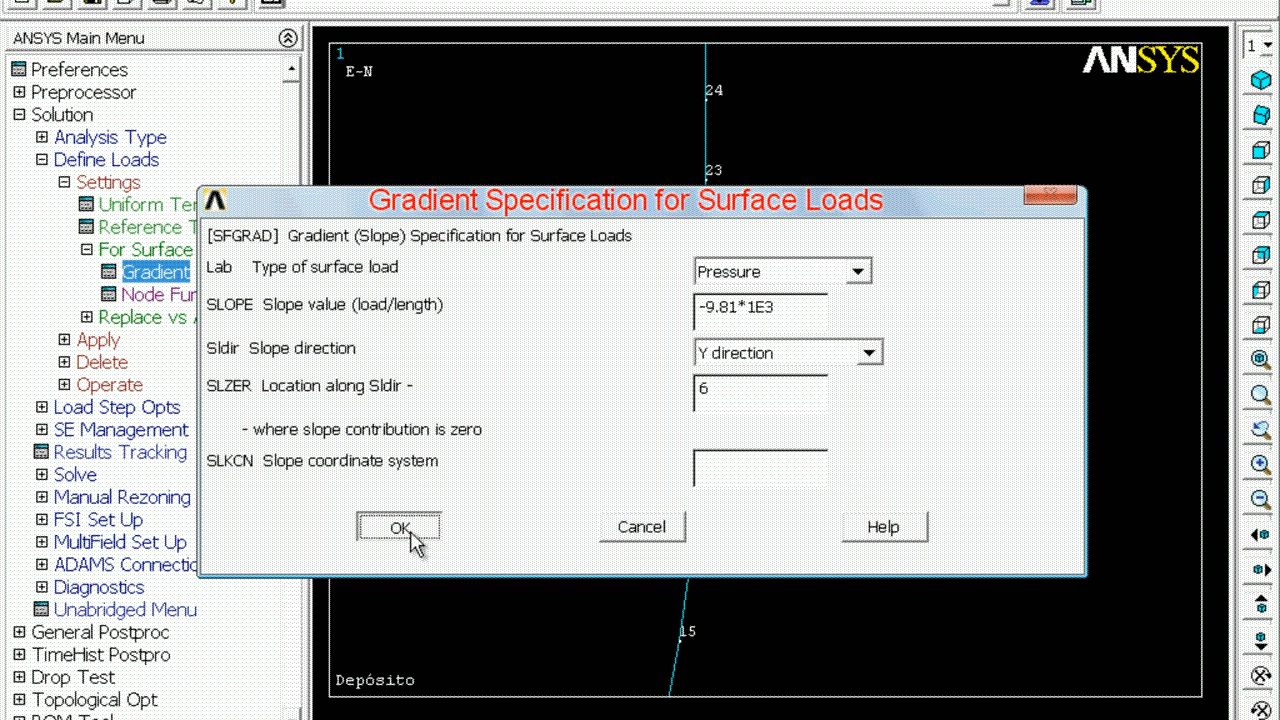 ANSYS Main Menu
Preferences
Preprocessor
Solution
Analysis Type
Define Loads
Settings
Uniform Ter
Reference T
For Surface
Gradient
Node Fur
Replace vs
Apply
Delete
Operate
Load Step Opts
SE Management
Results Tracking
Solve
Manual Rezoning
FSI Set Up
MultiField Set Up
ADAMS Connectic
Diagnostics
Unabridged Menu
General Postproc
TimeHist Postpro
Drop Test
Topological Opt
1
E-N
ANSYS
24
23
Gradient Specification for Surface Loads
[SFGRAD] Gradient (Slope) Specification for Surface Loads
Lab Type of surface load Pressure
SLOPE Slope value (load/length) -9.81*1E3
Sldir Slope direction Y direction
SLZER Location along Sldir - 6
- where slope contribution is zero
SLKCN Slope coordinate system
OK Cancel Help
15
Depósito
1